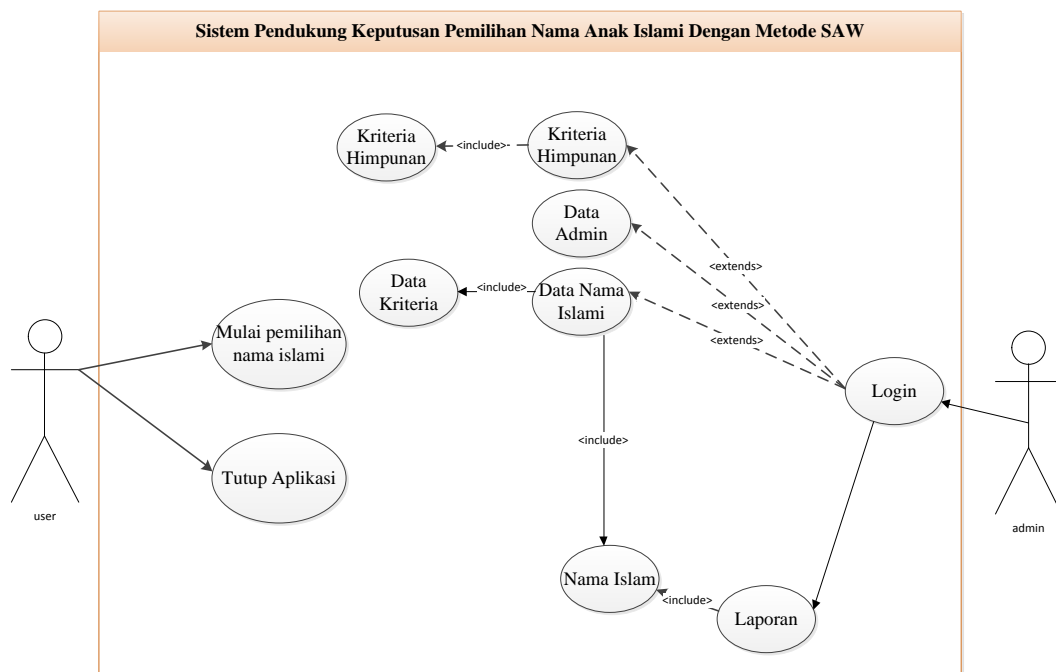 Sistem Pendukung Keputusan Pemilihan Nama Anak Islami Dengan Metode SAW
Kriteria
Himpunan
<include>
Kriteria
Himpunan
Data
Admin
<extends>
Data
Kriteria
<include>
Data Nama
Islami
<extends>
<extends>
Mulai pemilihan
nama islami
Login
<include>
Tutup Aplikasi
user
admin
Nama Islam
<include>
Laporan